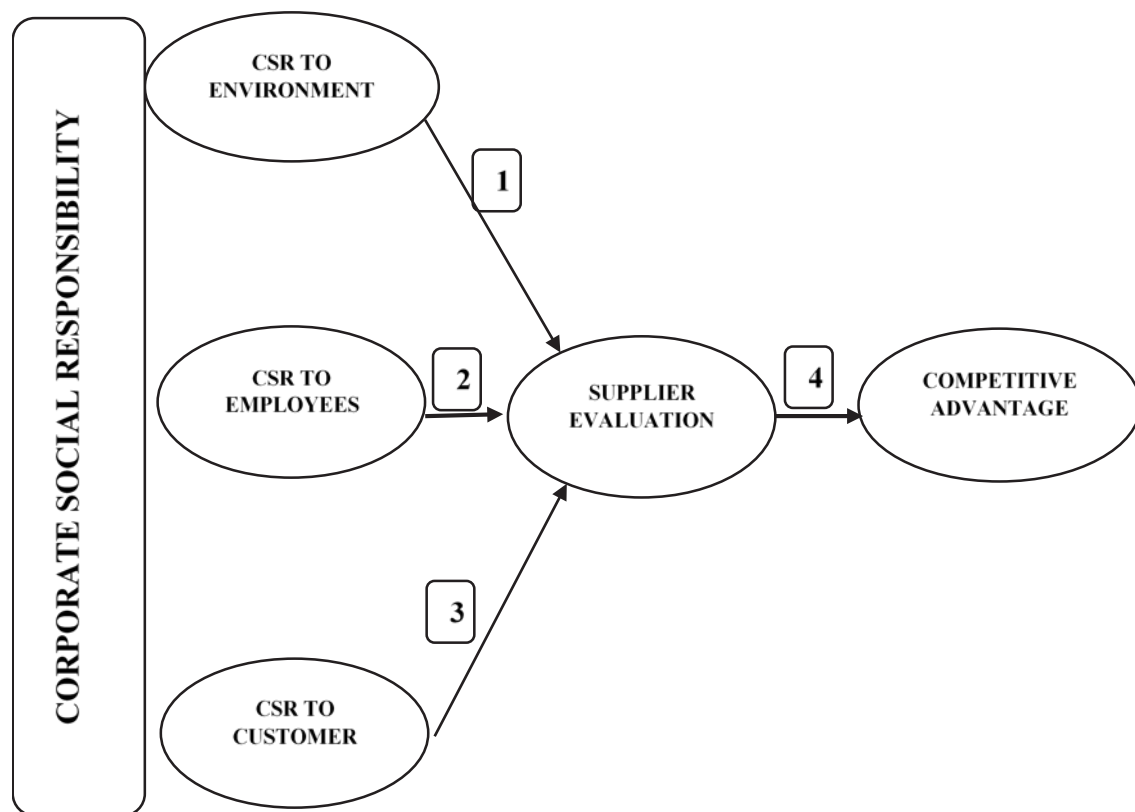 CORPORATE SOCIAL RESPONSIBILITY
CSR TO
ENVIRONMENT
1
CSR TO
EMPLOYEES
2
SUPPLIER
EVALUATION
4
COMPETITIVE
ADVANTAGE
3
CSR TO
CUSTOMER